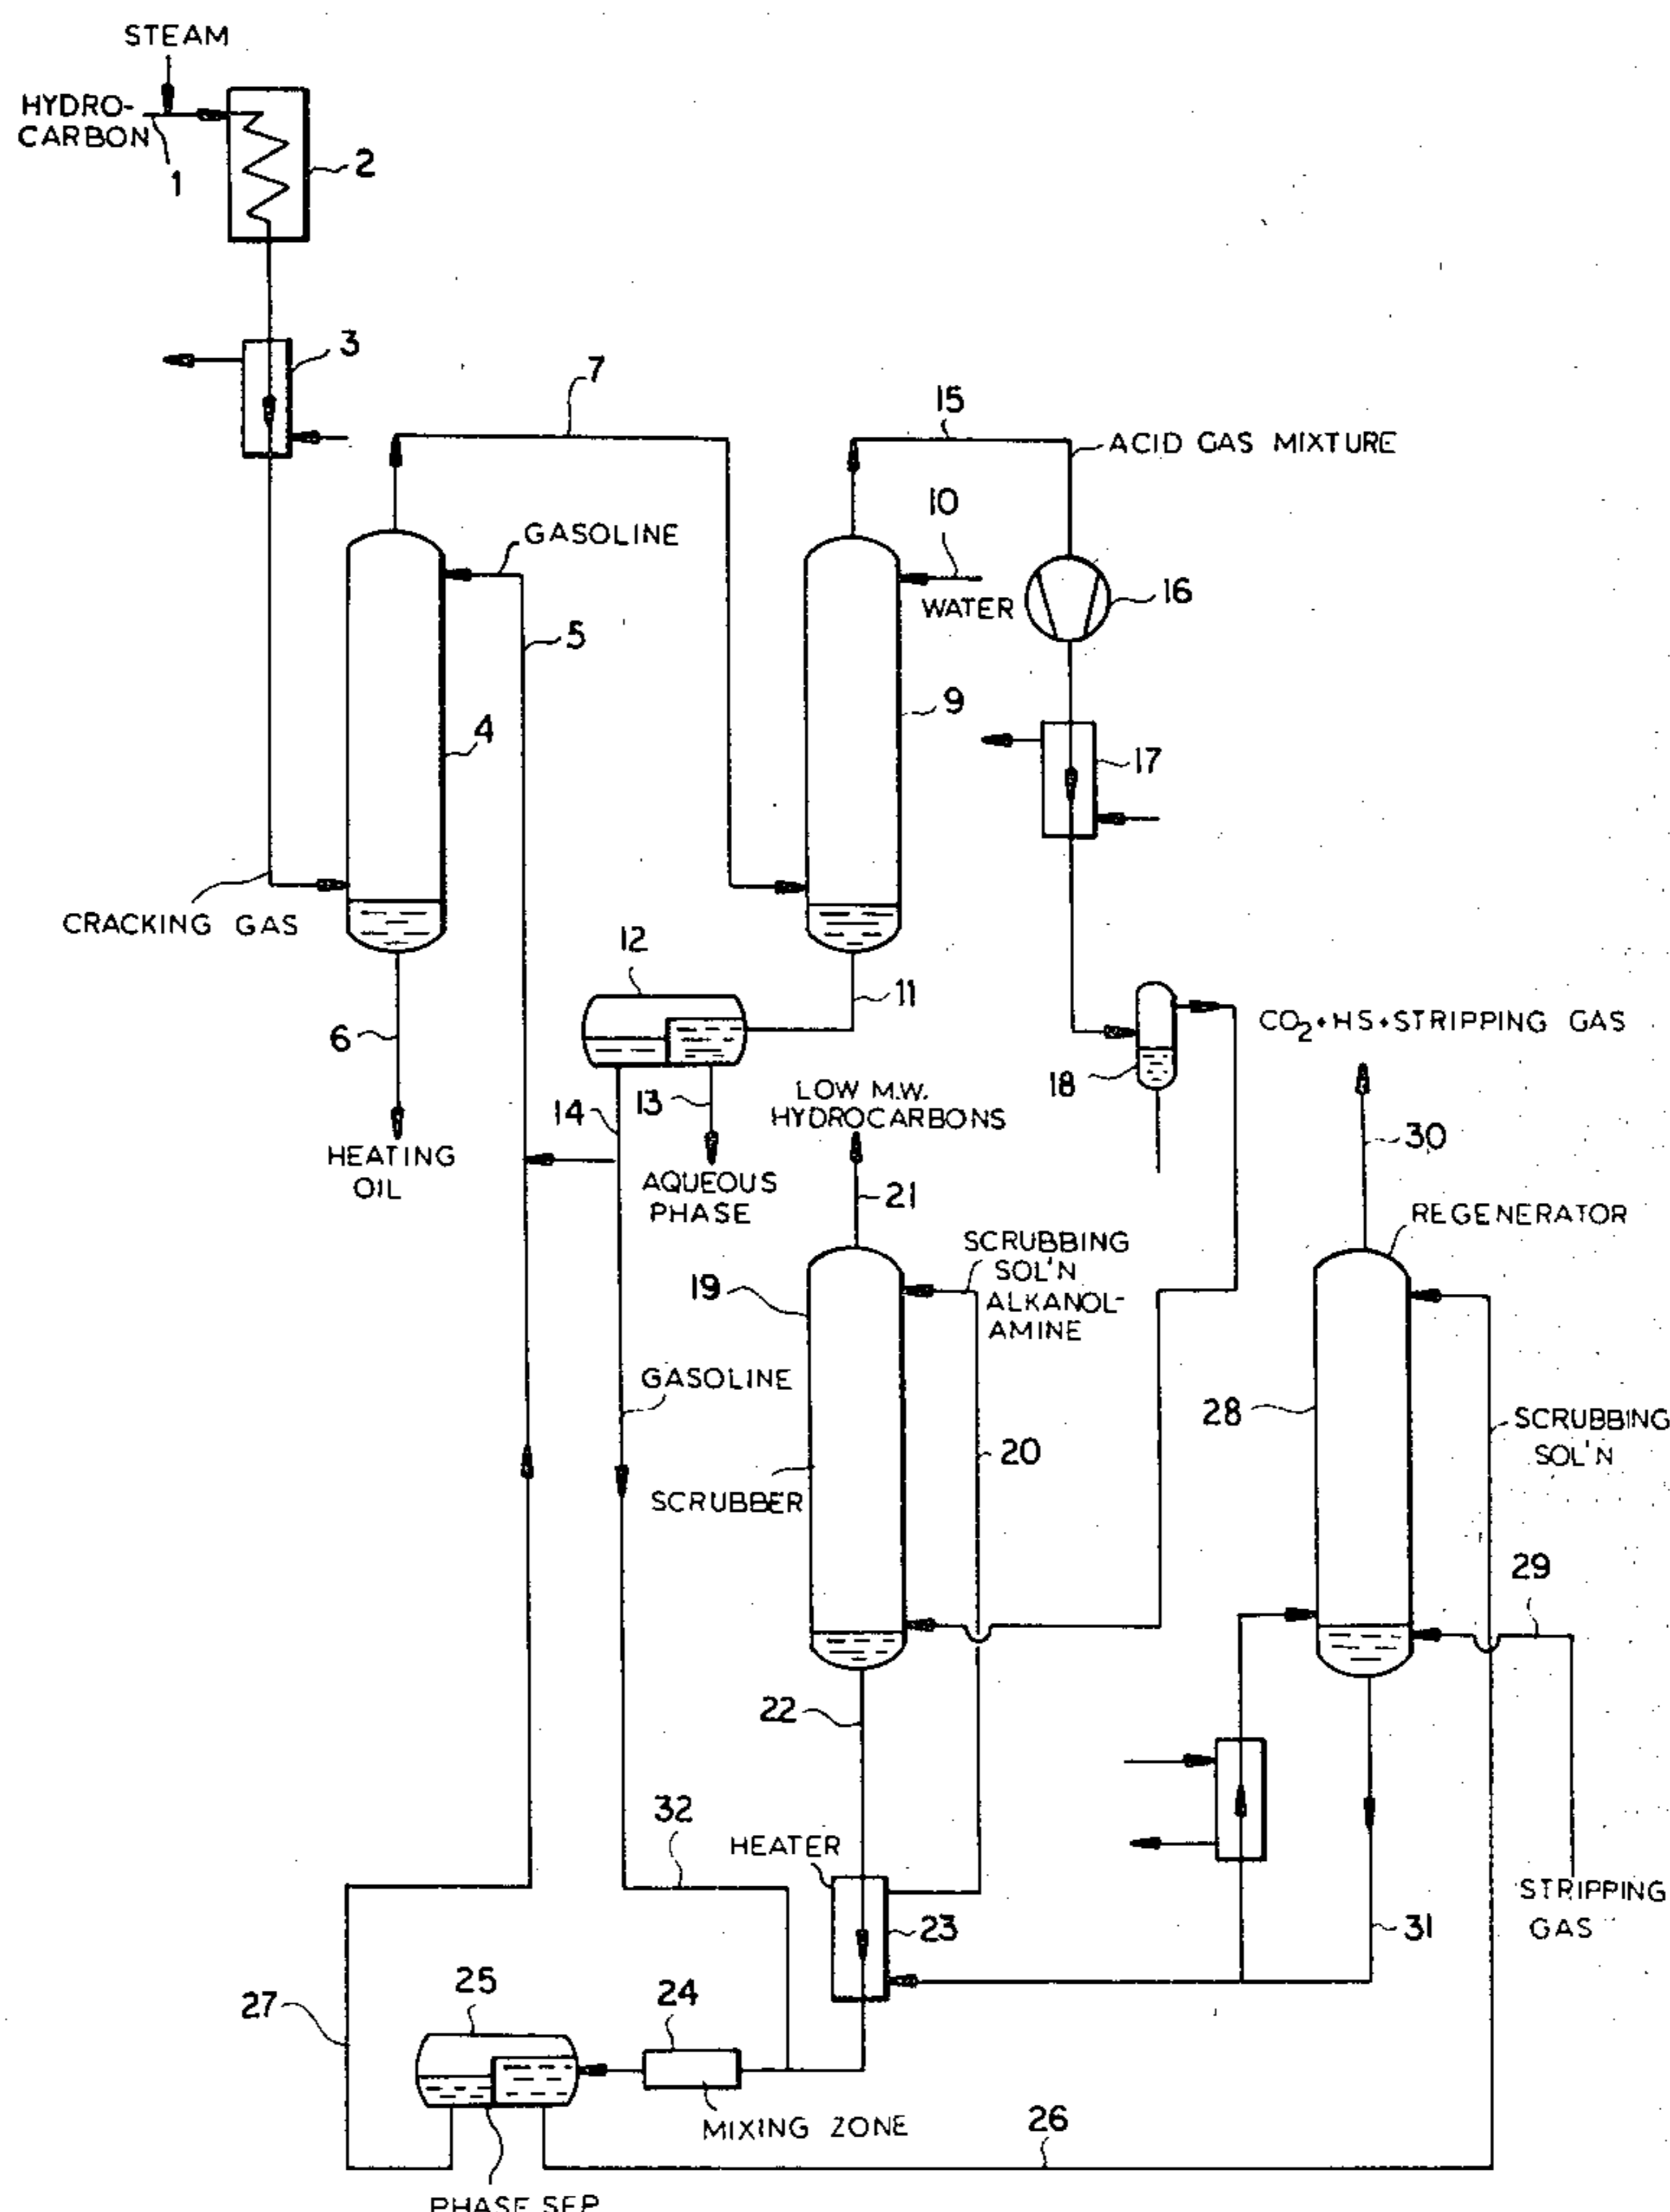 STEAM
HYDRO-
CARBON
1
2
3
7
15
ACID GAS MIXTURE
10
GASOLINE
WATER
16
5
4
9
17
CRACKING GAS
12
11
6
CO2+HS+STRIPPING GAS
18
LOW M.W.
HYDROCARBONS
14
13
30
HEATING
OIL
AQUEOUS
PHASE
21
REGENERATOR
SCRUBBING
SOL'N
ALKANOL-
AMINE
19
GASOLINE
28
SCRUBBING
SOL'N
20
SCRUBBER
29
22
32
HEATER
STRIPPING
GAS
23
31
25
24
27
MIXING ZONE
26
PHASE SEP